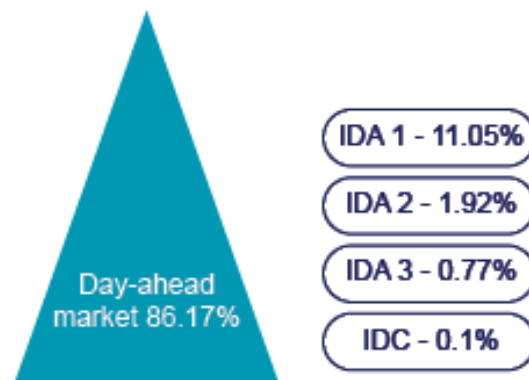 Day-ahead
market 86.17%
IDA 1 - 11.05%
IDA 2 - 1.92%
IDA 3 - 0.77%
IDC - 0.1%